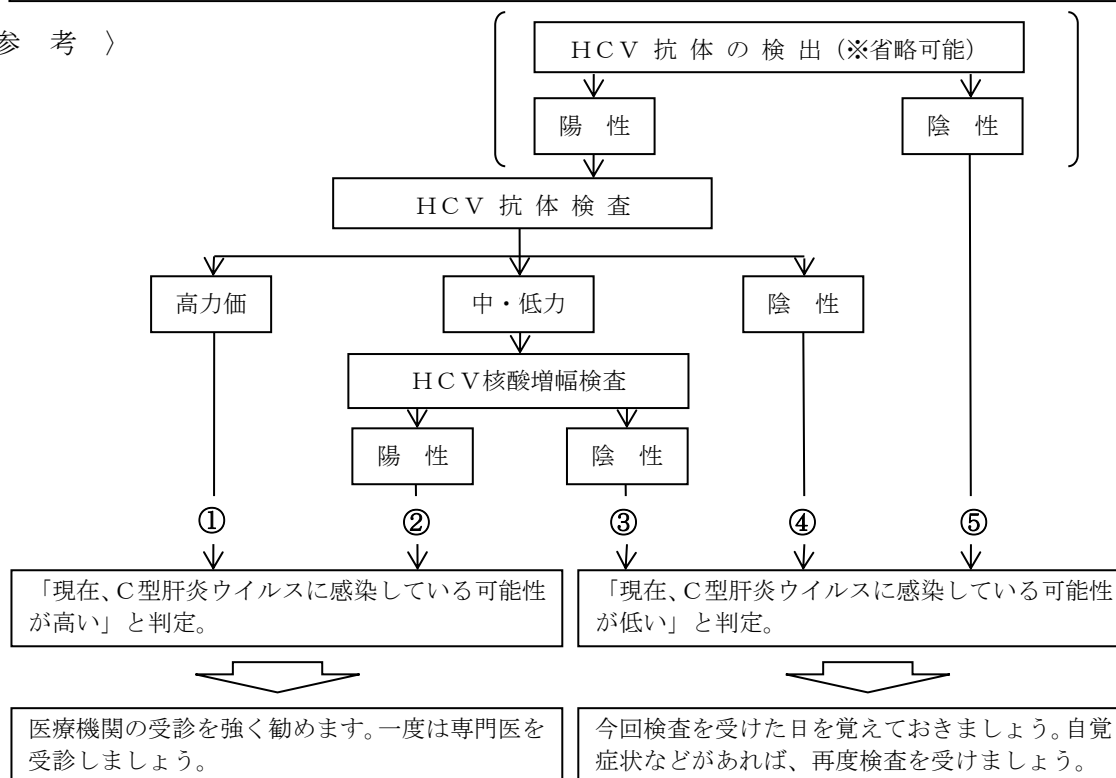 参 考 〉
HCV 抗 体 の 検 出（※省略可能）
陽 性
陰 性
HCV 抗 体 検 査
高力価
中・低力
陰 性
HCV核酸増幅検査
陽 性
陰 性
①
②
③
④
⑤
「現在、C型肝炎ウイルスに感染している可能性
が高い」と判定。
「現在、C型肝炎ウイルスに感染している可能性
が低い」と判定。
医療機関の受診を強く勧めます。一度は専門医を
受診しましょう。
今回検査を受けた日を覚えておきましょう。自覚
症状などがあれば、再度検査を受けましょう。